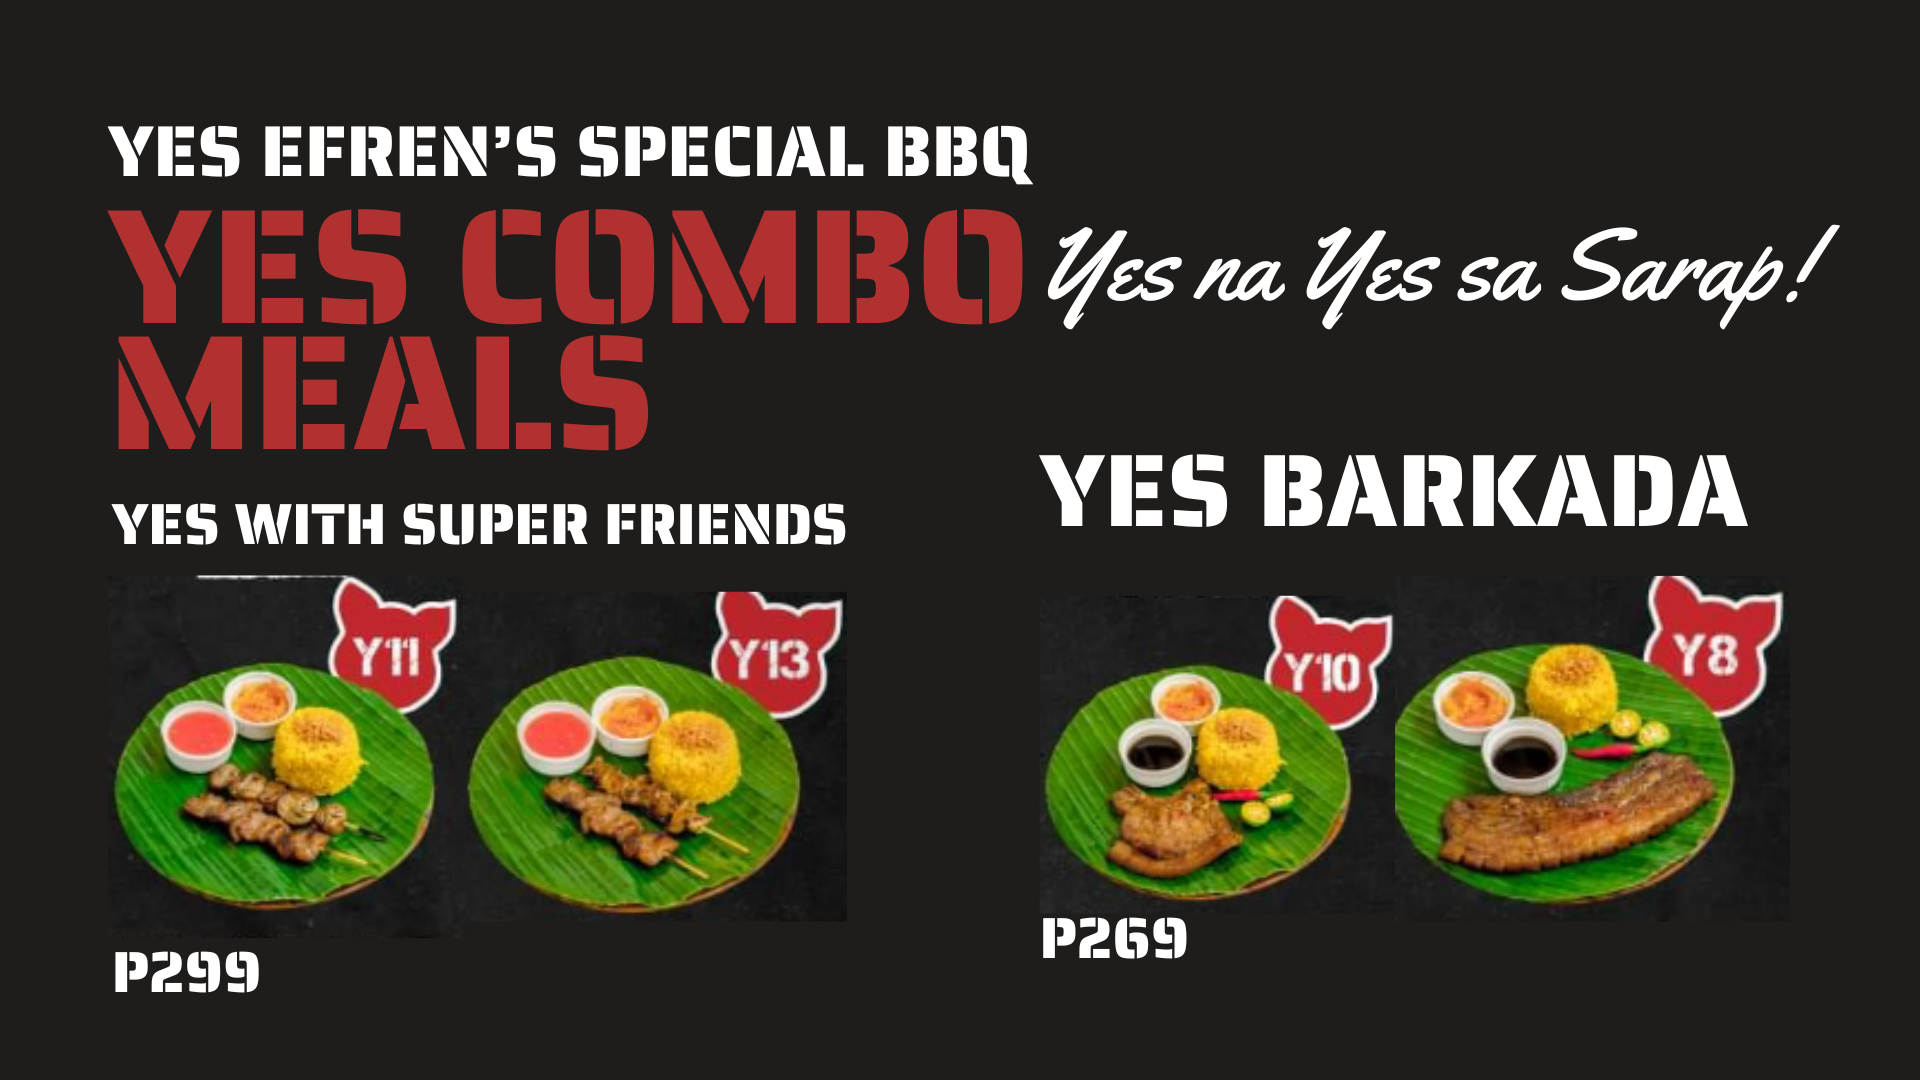 YES EFREN'S SPECIAL BBQ
YES COMBO
MEALS
Yes na Yes sa Sarap!
YES WITH SUPER FRIENDS
Y11
Y13
P299
YES BARKADA
Y10
Y8
P269